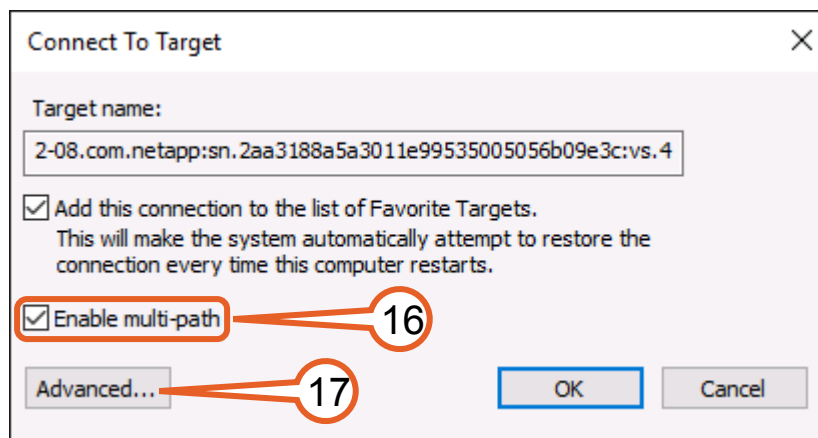 Connect To Target
Target name:
2-08.com.netapp:sn.2aa3188a5a3011e99535005056b09e3c:vs.4
Add this connection to the list of Favorite Targets.
This will make the system automatically attempt to restore the
connection every time this computer restarts.
Enable multi-path
16
Advanced...
17
OK
Cancel